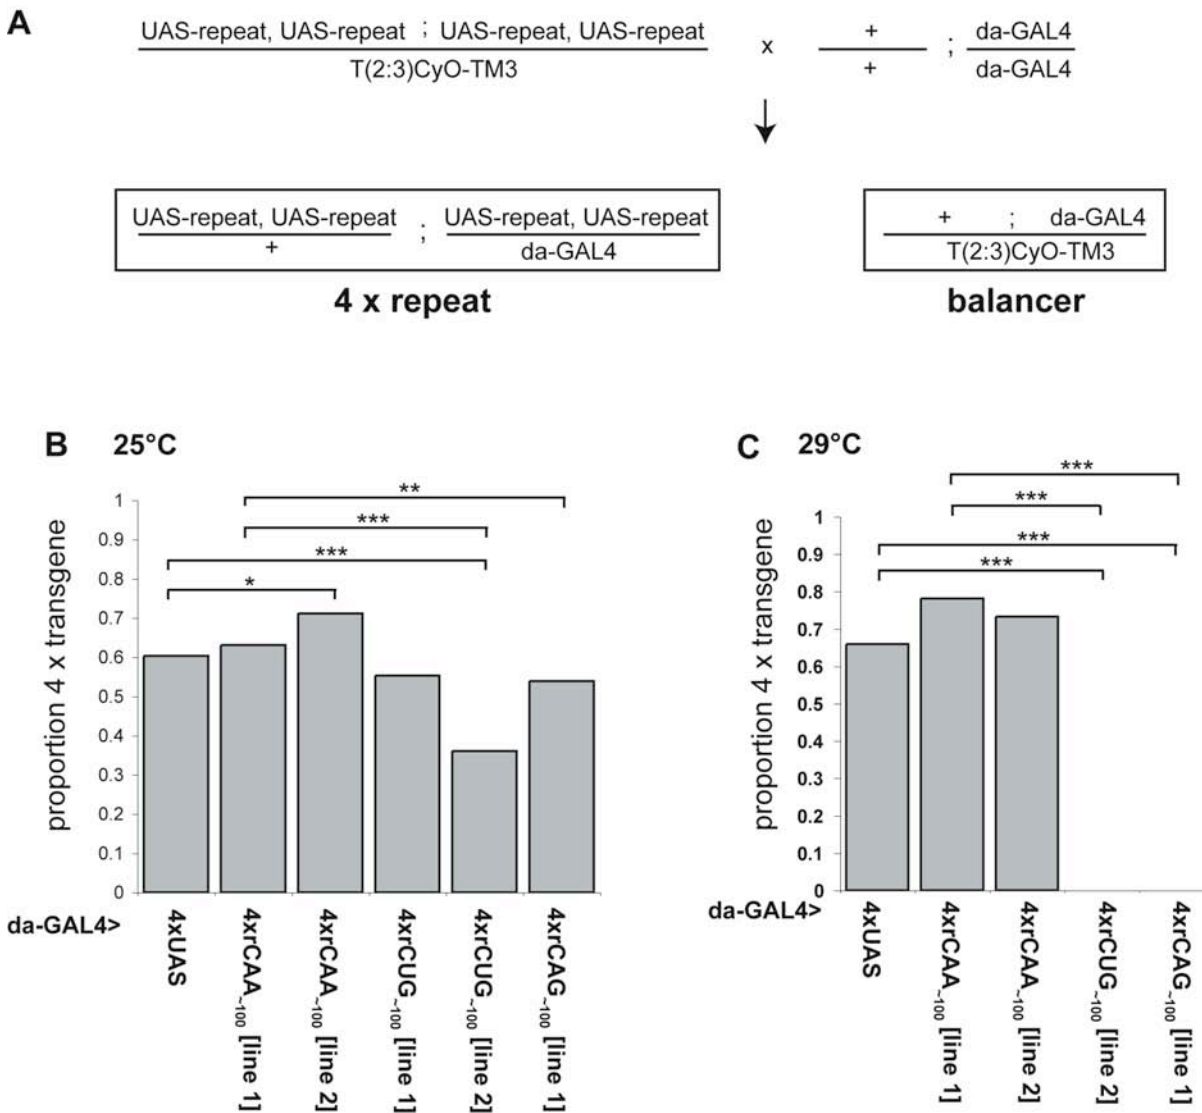 A
UAS-repeat, UAS-repeat ; UAS-repeat, UAS-repeat
T(2:3)CyO-TM3
x
+
+
;
da-GAL4
da-GAL4
UAS-repeat, UAS-repeat
+
;
UAS-repeat, UAS-repeat
da-GAL4
4 x repeat
+ ; da-GAL4
T(2:3)CyO-TM3
balancer
B 25°C
proportion 4 x transgene
1
0.9
0.8
0.7
0.6
0.5
0.4
0.3
0.2
0.1
0
**
***
***
*
da-GAL4>
4xUAS
4xrCAA~100 [line 1]
4xrCAA~100 [line 2]
4xrCUG~100 [line 1]
4xrCUG~100 [line 2]
4xrCAG~100 [line 1]
C 29°C
proportion 4 x transgene
1
0.9
0.8
0.7
0.6
0.5
0.4
0.3
0.2
0.1
0
***
***
***
***
da-GAL4>
4xUAS
4xrCAA~100 [line 1]
4xrCAA~100 [line 2]
4xrCUG~100 [line 2]
4xrCAG~100 [line 1]